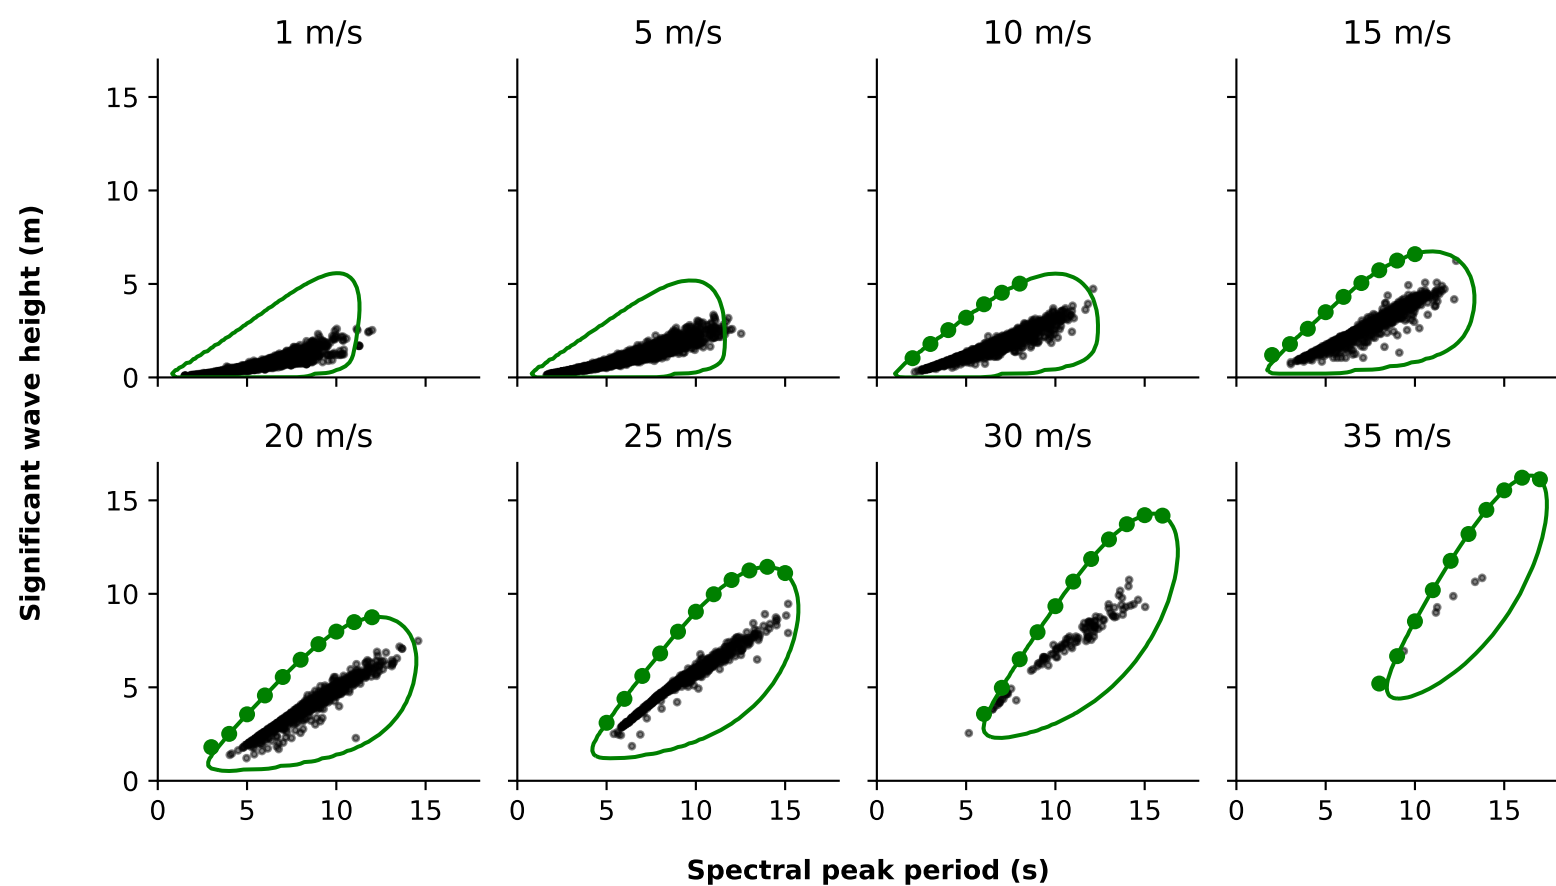 1 m/s 5 m/s 10 m/s 15 m/s
15
10
5
0
20 m/s 25 m/s 30 m/s 35 m/s
15
10
5
0
0 5 10 15 0 5 10 15 0 5 10 15 0 5 10 15
Significant wave height (m)
Spectral peak period (s)